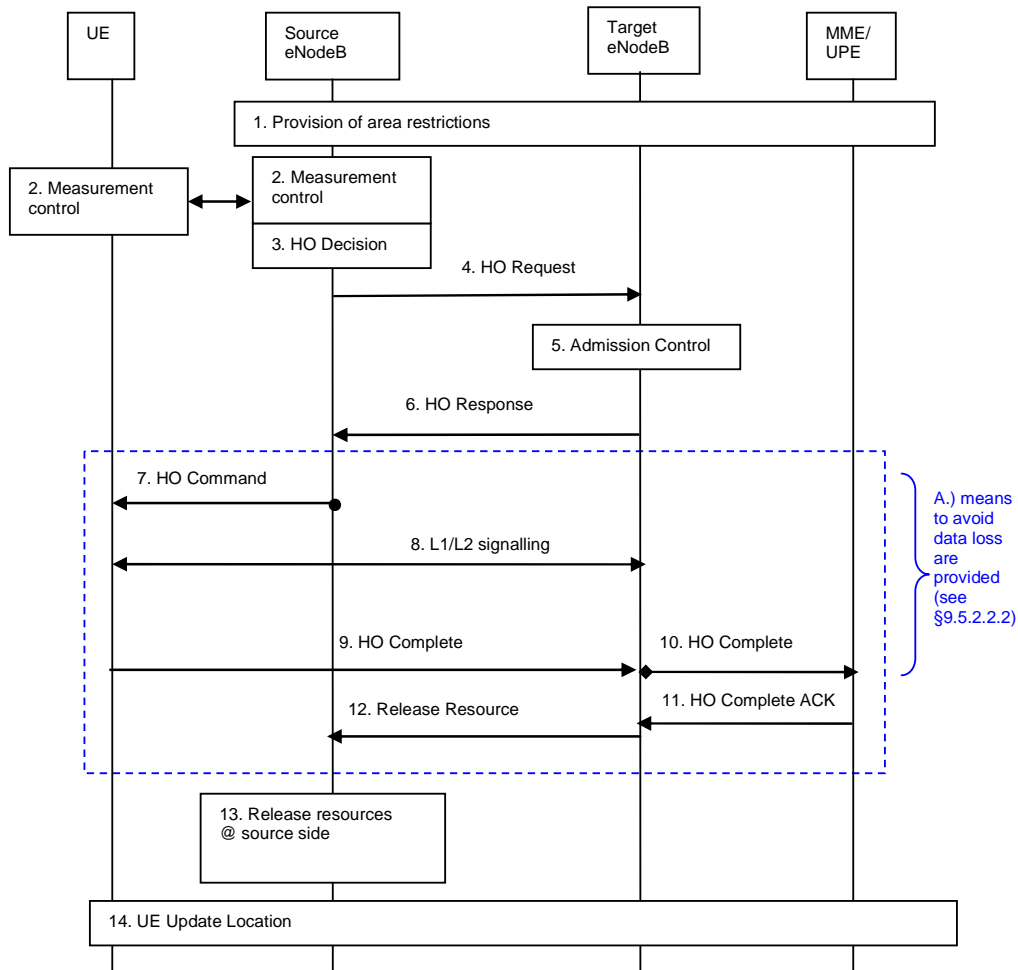 UE
Source
eNodeB
Target
eNodeB
MME/
UPE
1. Provision of area restrictions
2. Measurement
control
2. Measurement
control
3. HO Decision
4. HO Request
5. Admission Control
6. HO Response
7. HO Command
A.) means
to avoid
data loss
are
provided
(see
§9.5.2.2.2)
8. L1/L2 signalling
9. HO Complete
10. HO Complete
11. HO Complete ACK
12. Release Resource
13. Release resources
@ source side
14. UE Update Location